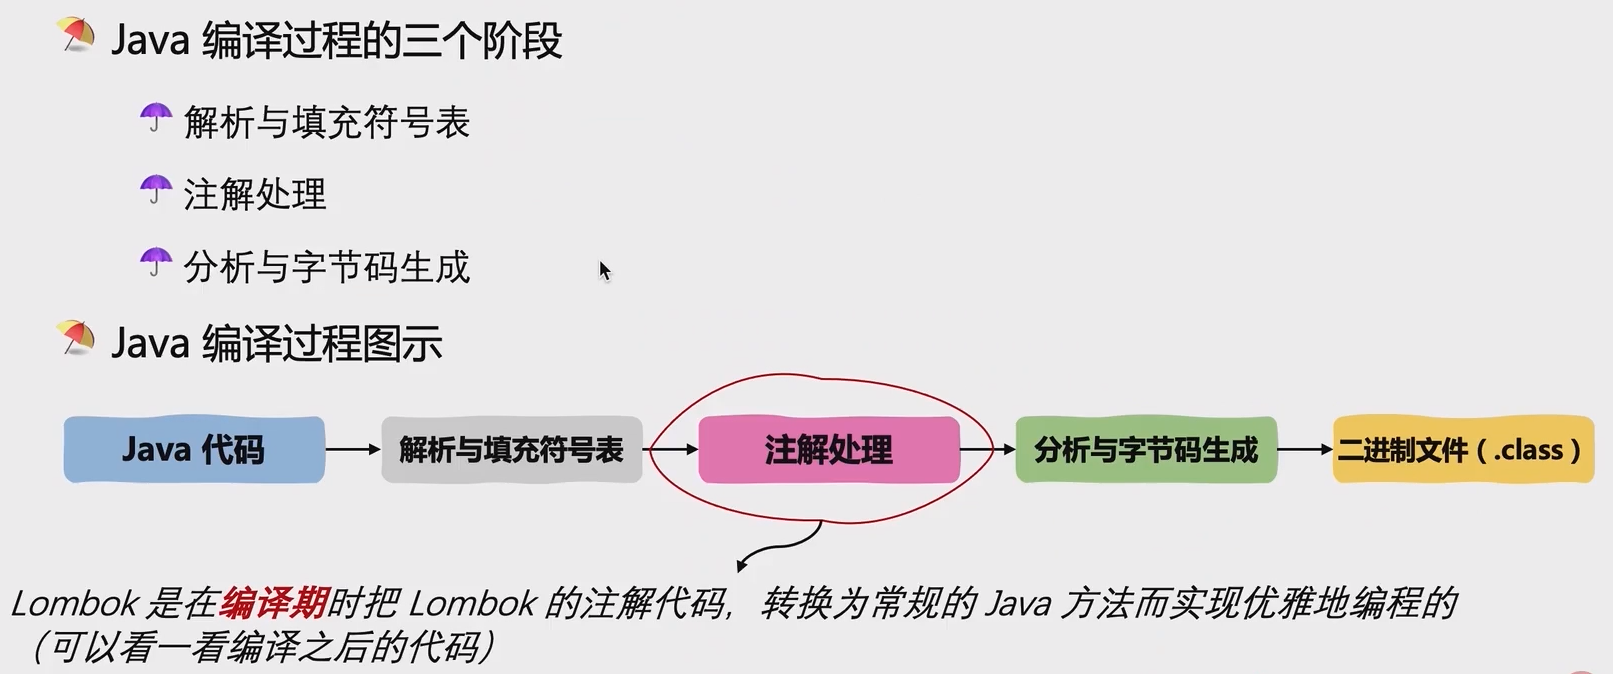 Java 编译过程的三个阶段
解析与填充符号表
注解处理
分析与字节码生成
Java 编译过程图示
Java 代码
解析与填充符号表
注解处理
分析与字节码生成
二进制文件（.class）
Lombok 是在编译期时把 Lombok 的注解代码，转换为常规的 Java 方法而实现优雅地编程的
（可以看一看编译之后的代码）